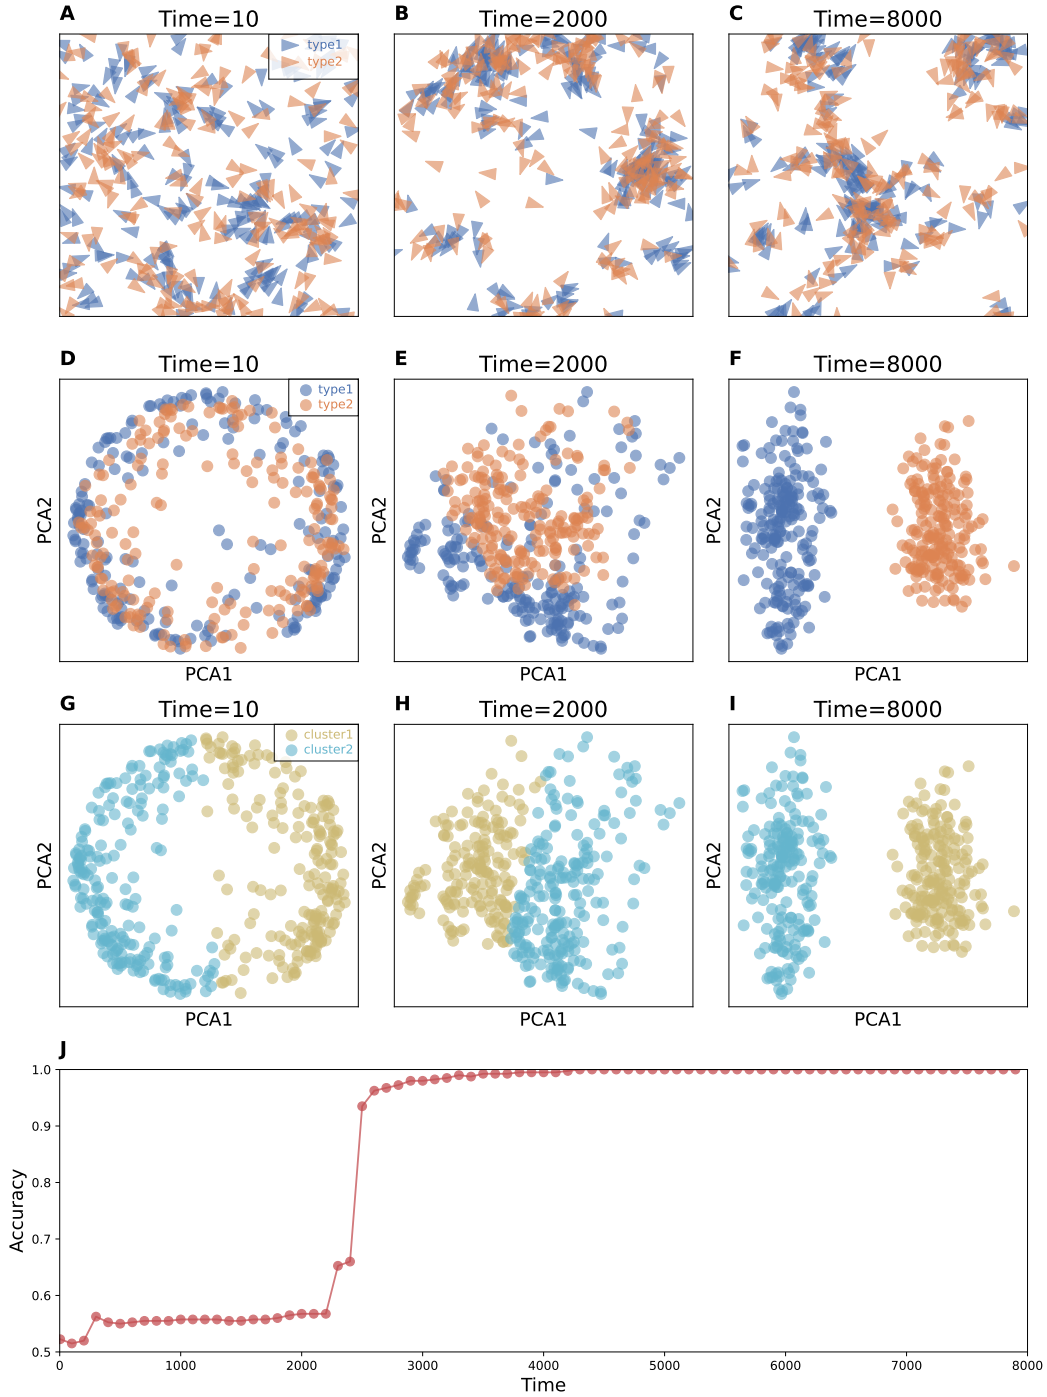 A Time=10
B Time=2000
C Time=8000
type1
type2
D Time=10
E Time=2000
F Time=8000
type1
type2
PCA2
PCA2
PCA2
PCA1
PCA1
PCA1
G Time=10
H Time=2000
I Time=8000
cluster1
cluster2
PCA2
PCA2
PCA2
PCA1
PCA1
PCA1
J
1.0
0.9
0.8
0.7
0.6
0.5
Accuracy
0 1000 2000 3000 4000 5000 6000 7000 8000
Time